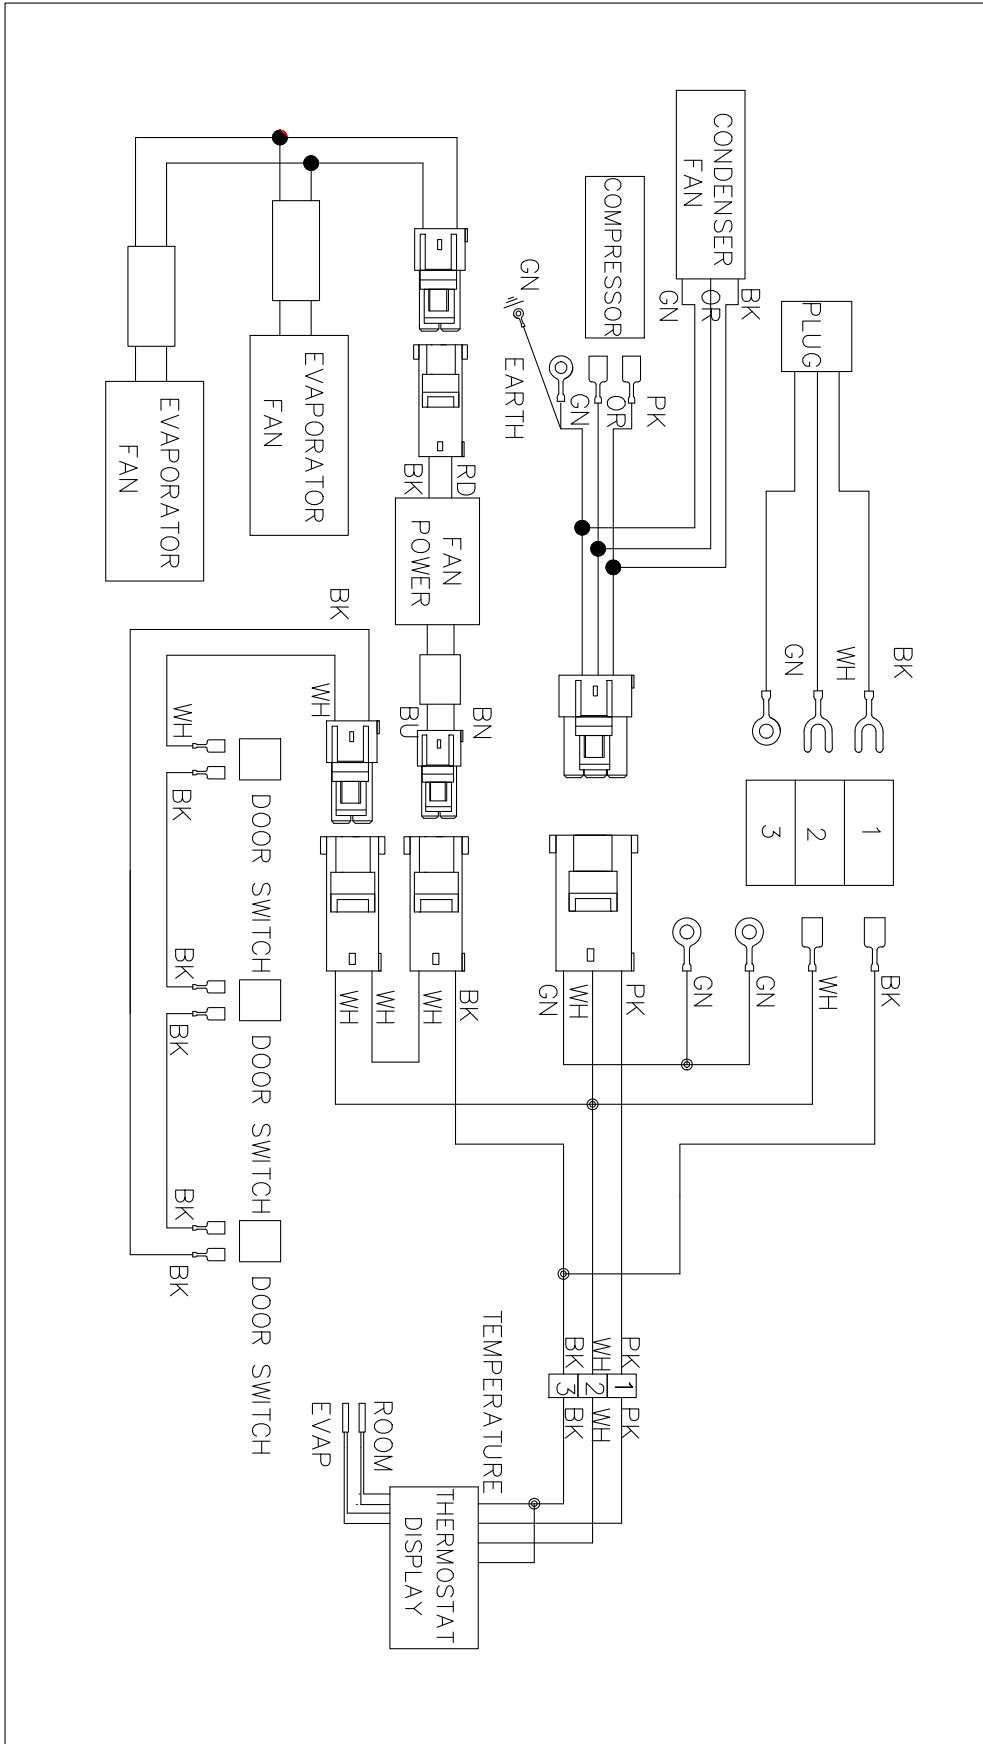 PLUG
BK
WH
GN
1
2
3
BK
WH
GN
GN
CONDENSER
FAN
BK
OR
GN
COMPRESSOR
PK
OR
GN
EARTH
GN
PK
WH
GN
FAN
POWER
RD
BK
BN
BU
BK
WH
WH
WH
EVAPORATOR
FAN
EVAPORATOR
FAN
BK
WH
WH
BK
DOOR SWITCH
BK
BK
DOOR SWITCH
BK
BK
DOOR SWITCH
PK
WH
BK
1
2
3
PK
WH
BK
TEMPERATURE
ROOM
EVAP
THERMOSTAT
DISPLAY